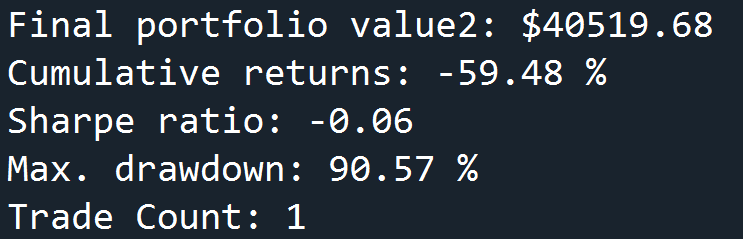 Final portfolio value2: $40519.68
Cumulative returns: -59.48 %
Sharpe ratio: -0.06
Max. drawdown: 90.57 %
Trade Count: 1